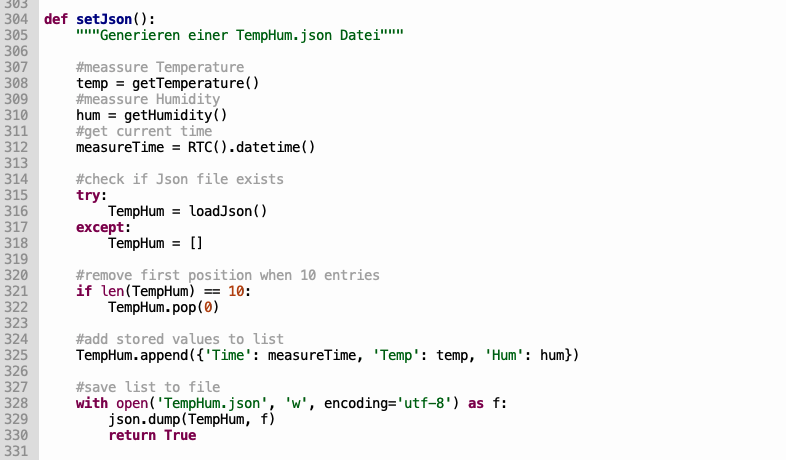 303
304 def setJson():
305     """Generieren einer TempHum.json Datei"""
306
307     #meassure Temperature
308     temp = getTemperature()
309     #meassure Humidity
310     hum = getHumidity()
311     #get current time
312     measureTime = RTC().datetime()
313
314     #check if Json file exists
315     try:
316         TempHum = loadJson()
317     except:
318         TempHum = []
319
320     #remove first position when 10 entries
321     if len(TempHum) == 10:
322         TempHum.pop(0)
323
324     #add stored values to list
325     TempHum.append({'Time': measureTime, 'Temp': temp, 'Hum': hum})
326
327     #save list to file
328     with open('TempHum.json', 'w', encoding='utf-8') as f:
329         json.dump(TempHum, f)
330         return True
331